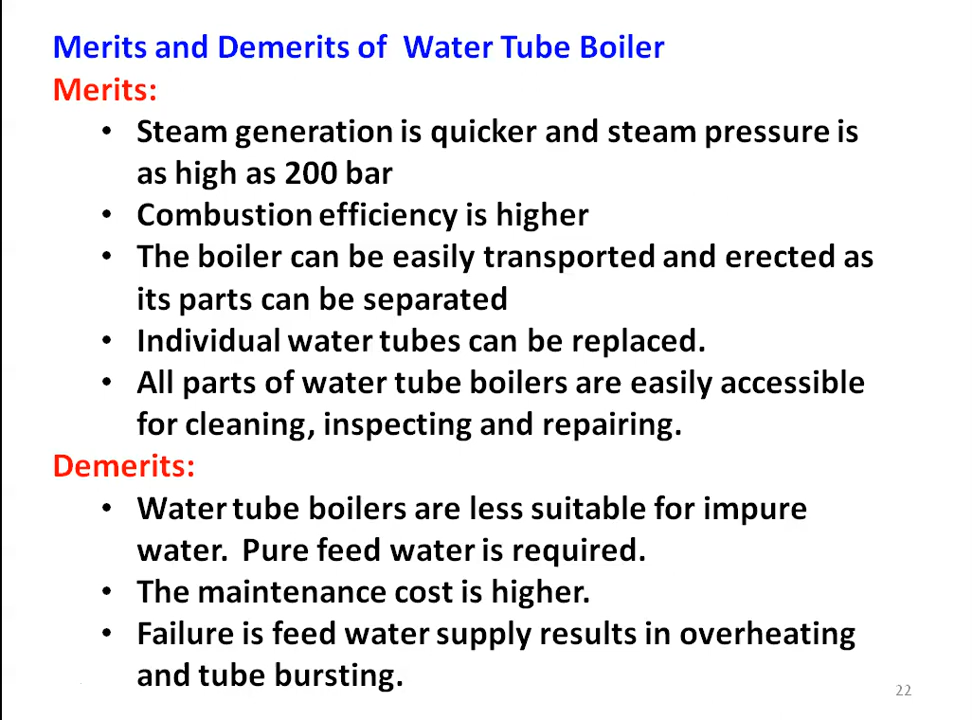 Merits and Demerits of Water Tube Boiler
Merits:
• Steam generation is quicker and steam pressure is
as high as 200 bar
• Combustion efficiency is higher
• The boiler can be easily transported and erected as
its parts can be separated
• Individual water tubes can be replaced.
• All parts of water tube boilers are easily accessible
for cleaning, inspecting and repairing.
Demerits:
• Water tube boilers are less suitable for impure
water. Pure feed water is required.
• The maintenance cost is higher.
• Failure is feed water supply results in overheating
and tube bursting.
22